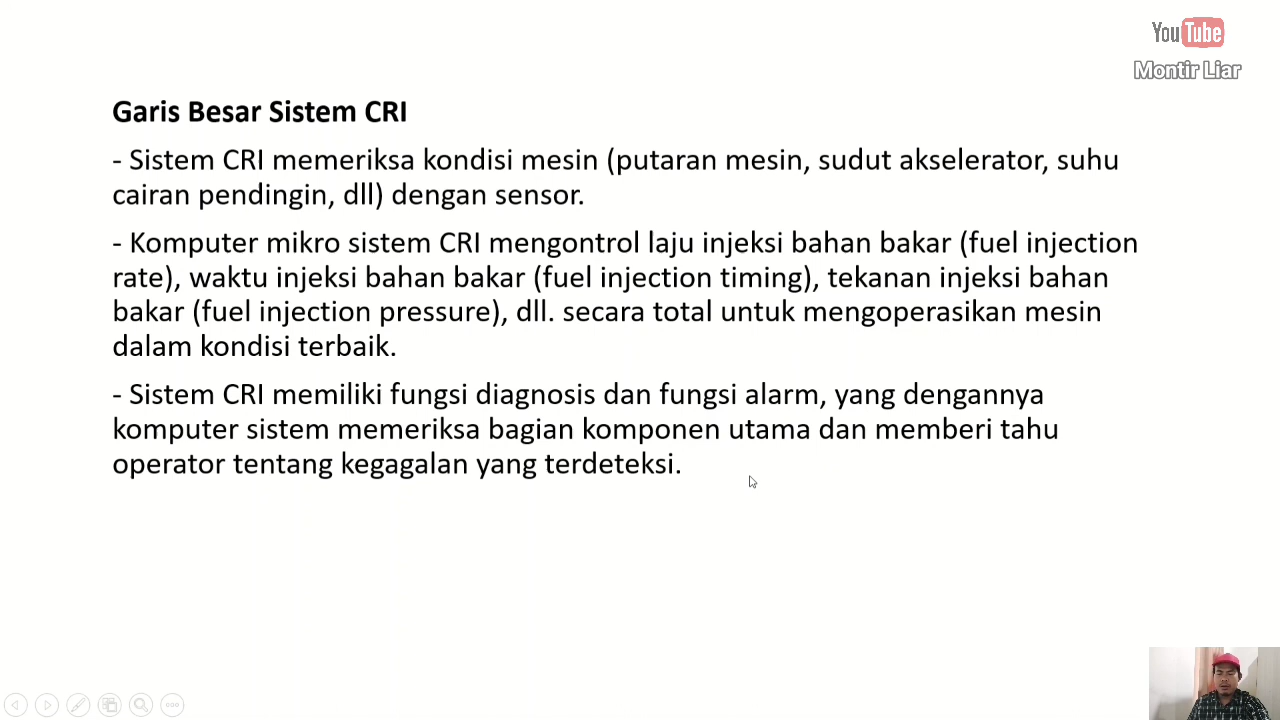 YouTube
Montir Liar
Garis Besar Sistem CRI
- Sistem CRI memeriksa kondisi mesin (putaran mesin, sudut akselerator, suhu
cairan pendingin, dll) dengan sensor.
- Komputer mikro sistem CRI mengontrol laju injeksi bahan bakar (fuel injection
rate), waktu injeksi bahan bakar (fuel injection timing), tekanan injeksi bahan
bakar (fuel injection pressure), dll. secara total untuk mengoperasikan mesin
dalam kondisi terbaik.
- Sistem CRI memiliki fungsi diagnosis dan fungsi alarm, yang dengannya
komputer sistem memeriksa bagian komponen utama dan memberi tahu
operator tentang kegagalan yang terdeteksi.